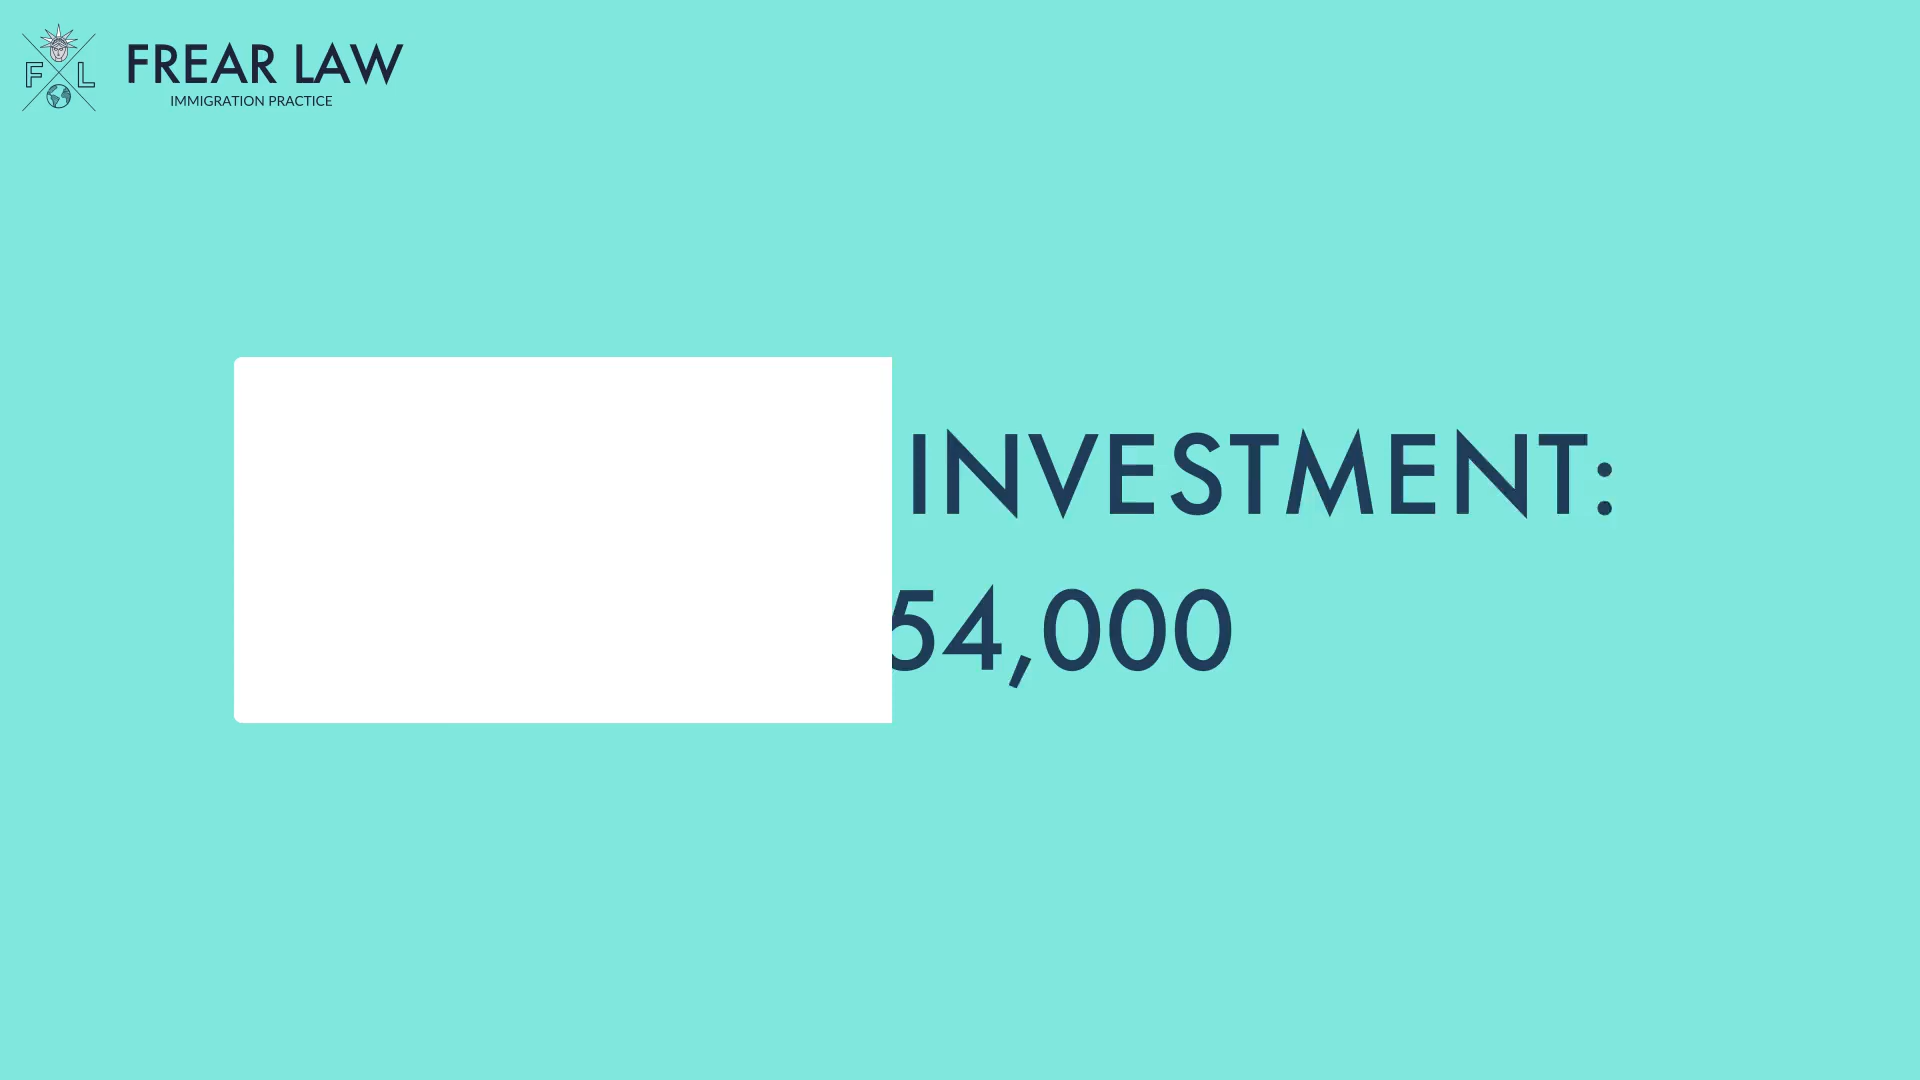 F L
FREAR LAW
IMMIGRATION PRACTICE
INVESTMENT:
54,000